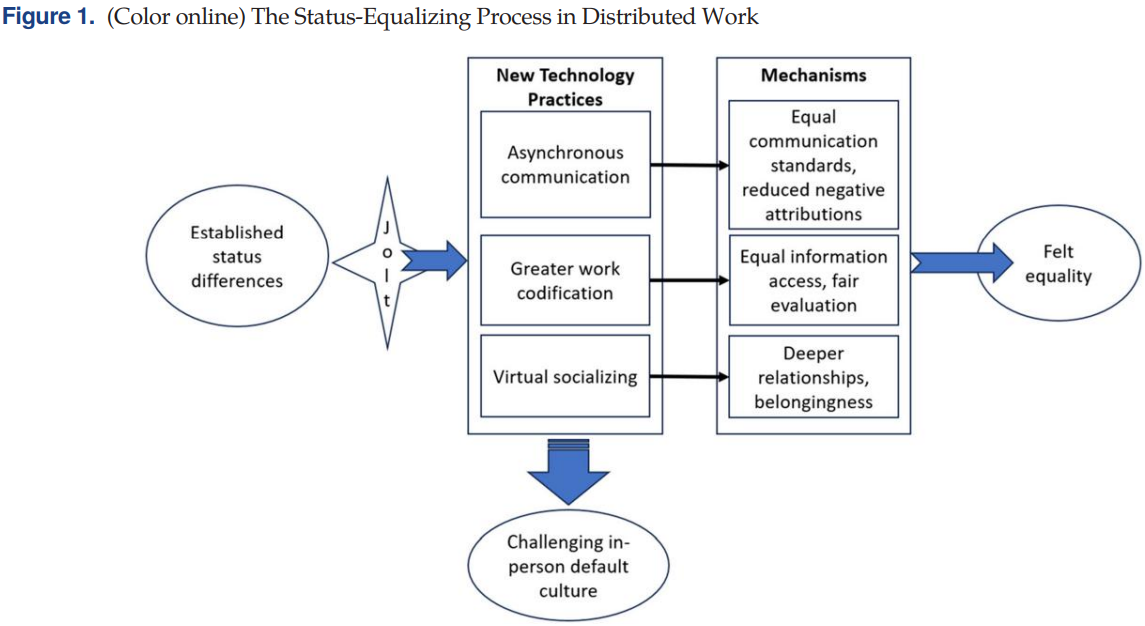 Figure 1. (Color online) The Status-Equalizing Process in Distributed Work
Established
status
differences
J
o
l
t
New Technology
Practices
Asynchronous
communication
Greater work
codification
Virtual socializing
Mechanisms
Equal
communication
standards,
reduced negative
attributions
Equal information
access, fair
evaluation
Deeper
relationships,
belongingness
Felt
equality
Challenging in-
person default
culture